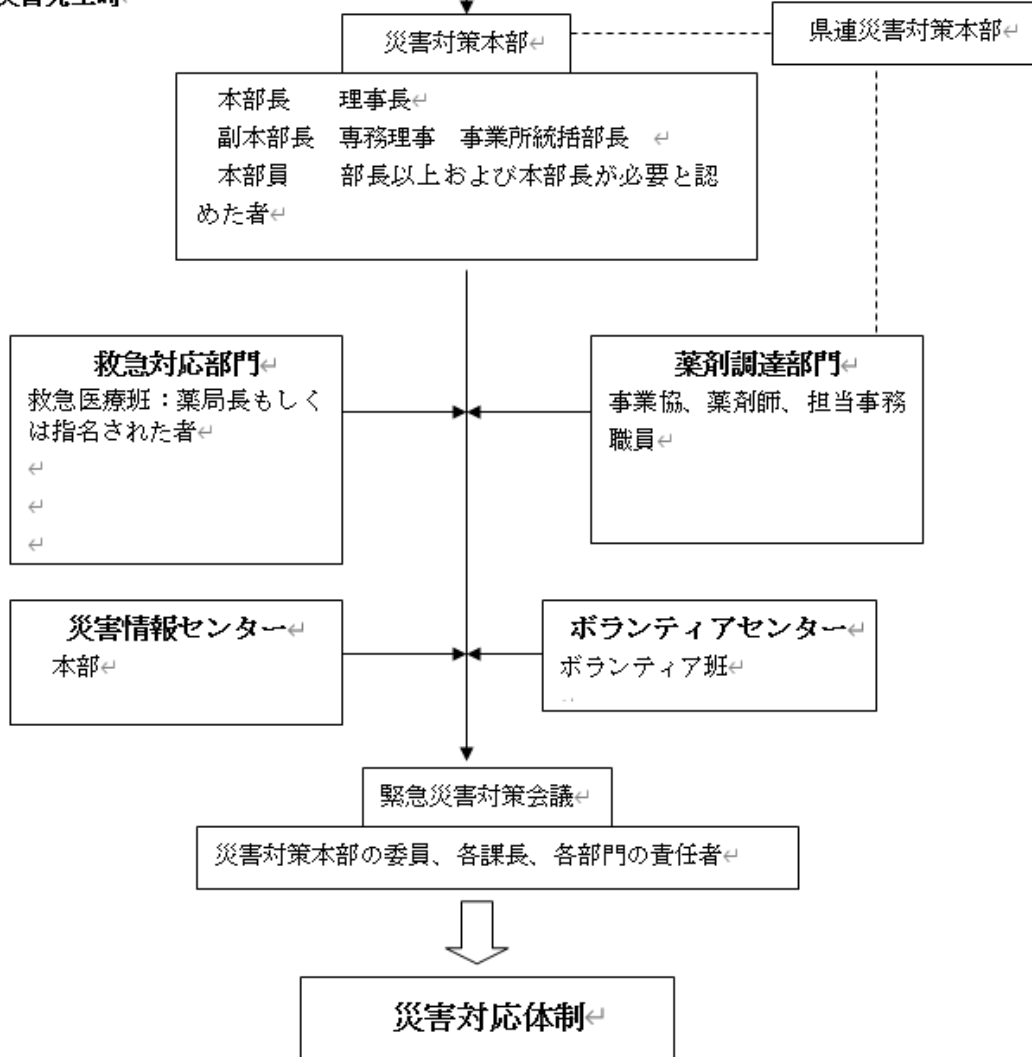 災害対策本部
県連災害対策本部
本部長　理事長
副本部長　専務理事　事業所統括部長
本部員　部長以上および本部長が必要と認
めた者
救急対応部門
救急医療班：薬局長もしく
は指名された者
薬剤調達部門
事業協、薬剤師、担当事務
職員
災害情報センター
本部
ボランティアセンター
ボランティア班
緊急災害対策会議
災害対策本部の委員、各課長、各部門の責任者
災害対応体制